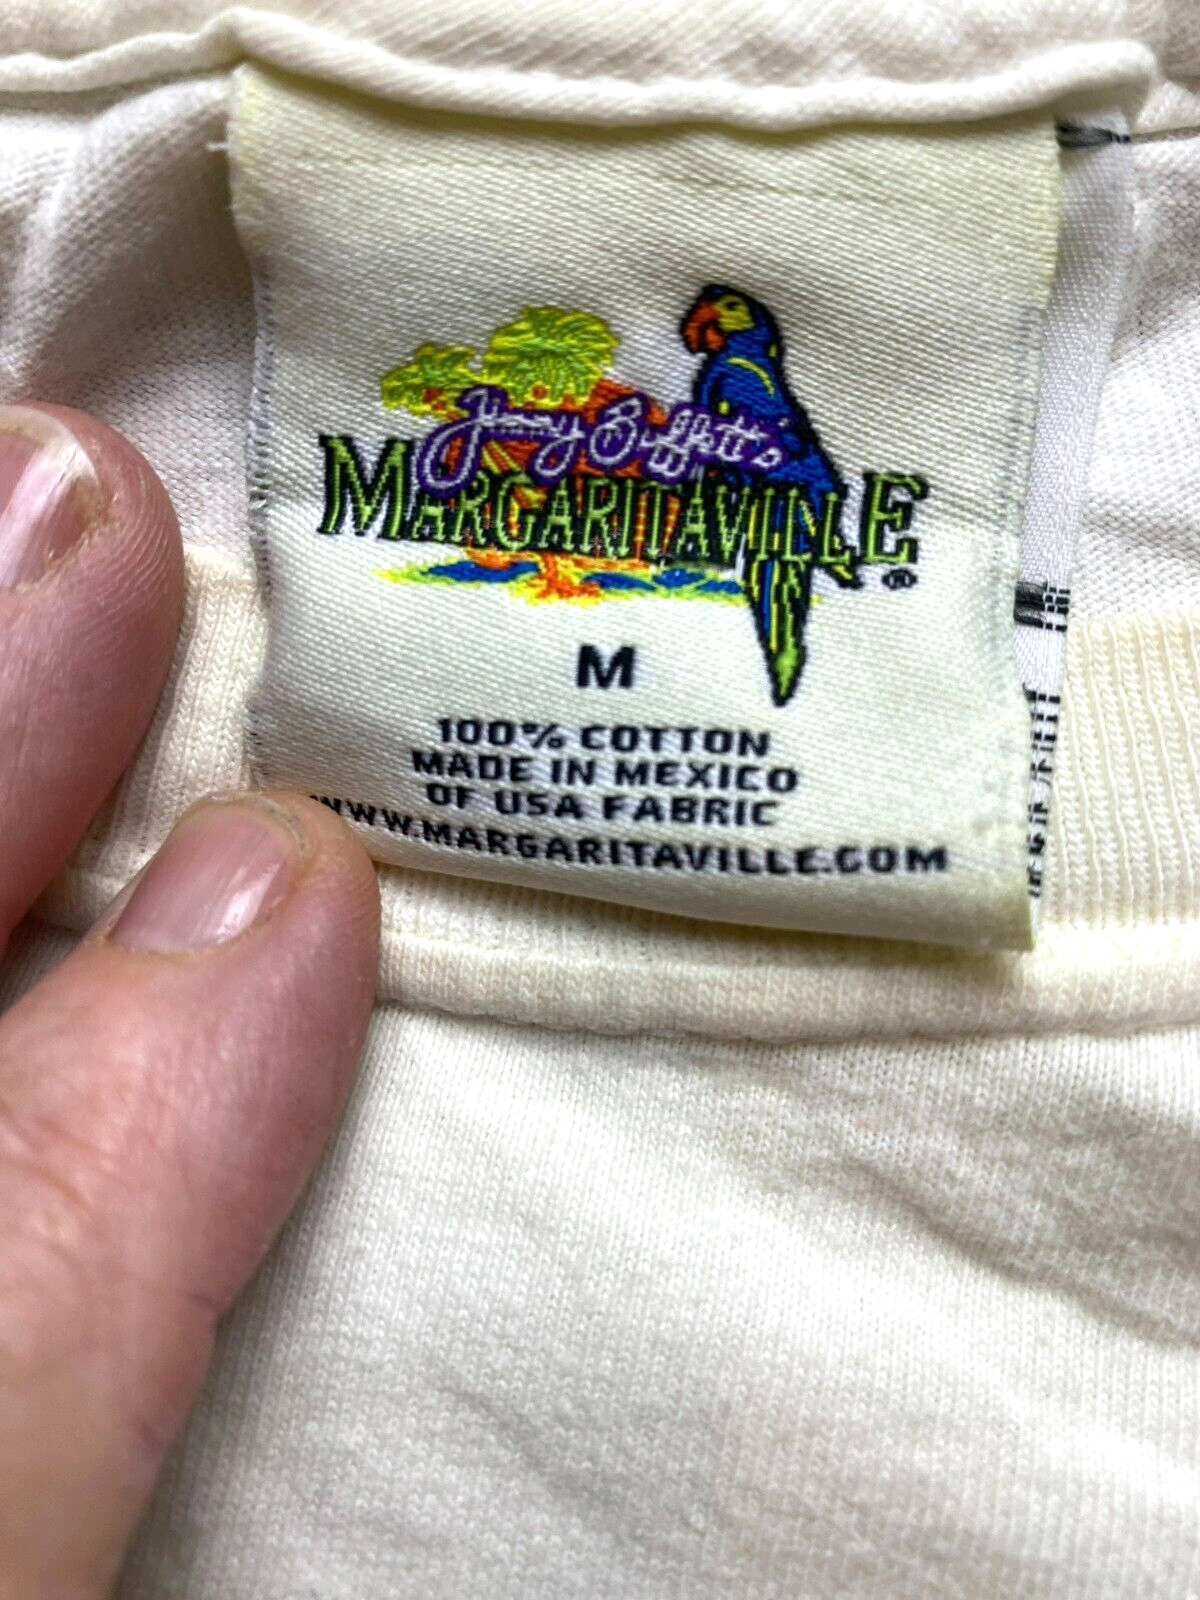 Jimmy Buffett's
MARGARITAVILLE®
M
100% COTTON
MADE IN MEXICO
OF USA FABRIC
WWW.MARGARITAVILLE.COM